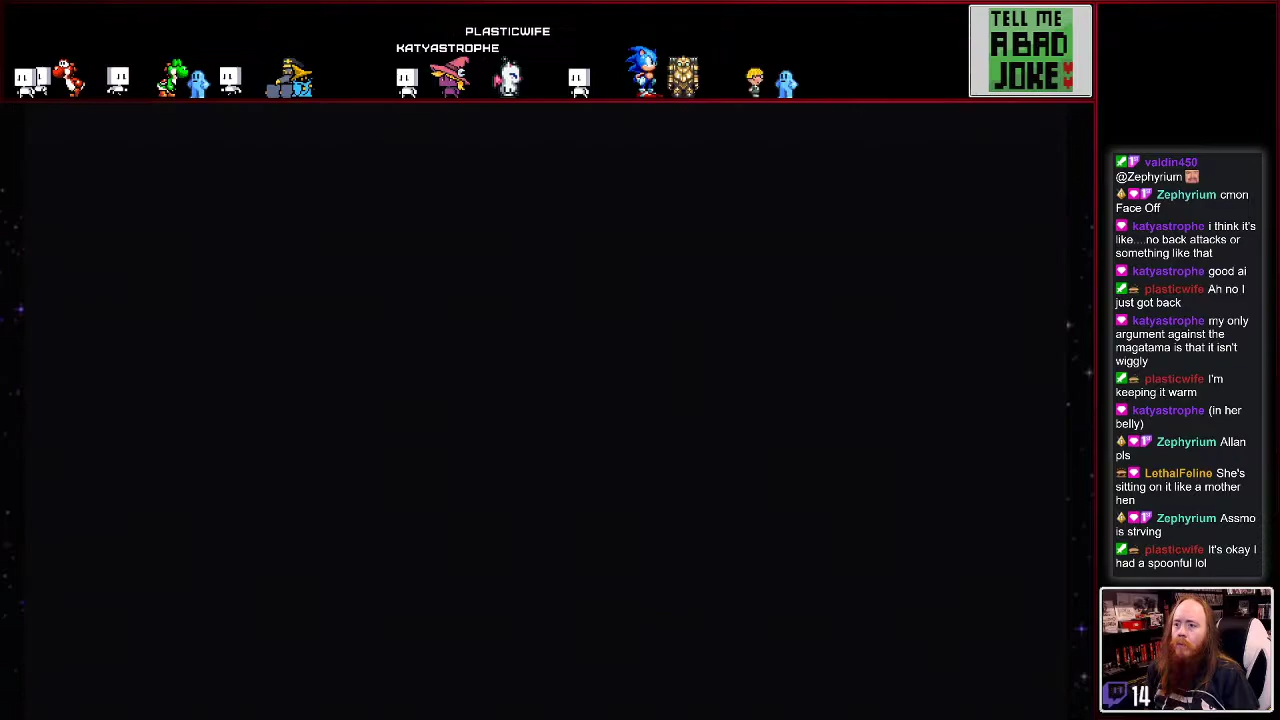 PLASTICWIFE
KATYASTROPHE
TELL ME
A BAD
JOKE
valdin450
@Zephyrium
Zephyrium cmon
Face Off
katyastrophe i think it's
like....no back attacks or
something like that
katyastrophe good ai
plasticwife Ah no I
just got back
katyastrophe my only
argument against the
magatama is that it isn't
wiggly
plasticwife I'm
keeping it warm
katyastrophe (in her
belly)
Zephyrium Allan
pls
LethalFeline She's
sitting on it like a mother
hen
Zephyrium Assmo
is strving
plasticwife It's okay I
had a spoonful lol
14